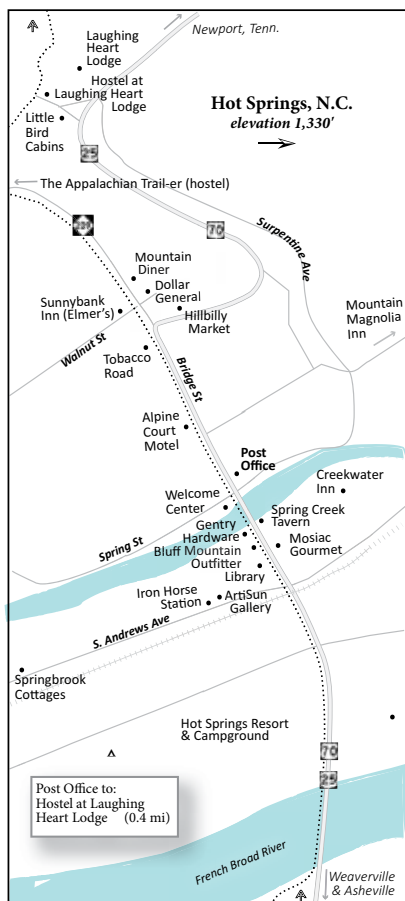 Newport, Tenn.
Laughing
Heart
Lodge
Hostel at
Laughing Heart
Lodge
Hot Springs, N.C.
elevation 1,330'
Little
Bird
Cabins
25
The Appalachian Trail-er (hostel)
70
Surpentine Ave
Mountain
Diner
Dollar
General
Sunnybank
Inn (Elmer's)
Hillbilly
Market
Mountain
Magnolia
Inn
Walnut St
Tobacco
Road
Bridge St
Alpine
Court
Motel
Post
Office
Creekwater
Inn
Welcome
Center
Spring Creek
Tavern
Gentry
Hardware
Mosiac
Gourmet
Bluff Mountain
Outfitter
Spring St
Library
Iron Horse
Station
ArtiSun
Gallery
S. Andrews Ave
Springbrook
Cottages
Hot Springs Resort
& Campground
70
25
Post Office to:
Hostel at Laughing
Heart Lodge (0.4 mi)
French Broad River
Weaverville
& Asheville